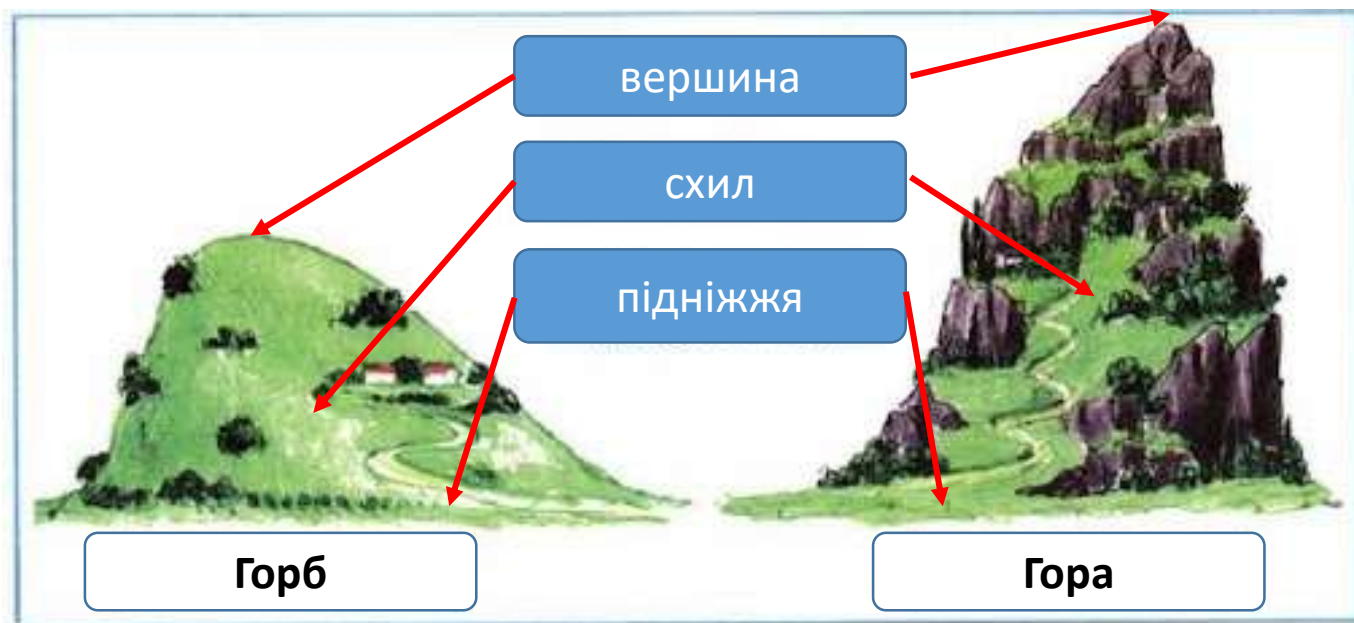 вершина
схил
підніжжя
Горб
Гора